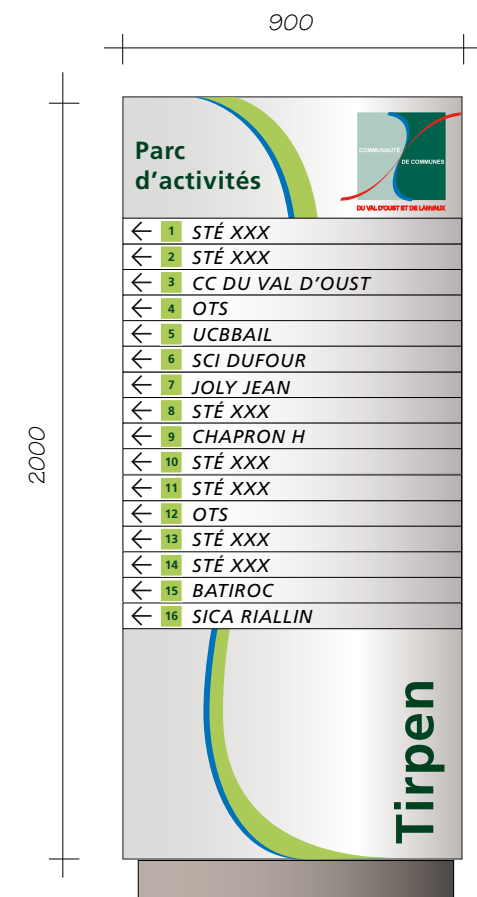 900
2000
Parc
d'activités
COMMUNAUTÉ
DE COMMUNES
DU VAL D'OUST ET DE LANVAUX
1 STÉ XXX
2 STÉ XXX
3 CC DU VAL D'OUST
4 OTS
5 UCBBAIL
6 SCI DUFOUR
7 JOLY JEAN
8 STÉ XXX
9 CHAPRON H
10 STÉ XXX
11 STÉ XXX
12 OTS
13 STÉ XXX
14 STÉ XXX
15 BATIROC
16 SICA RIALLIN
Tirpen